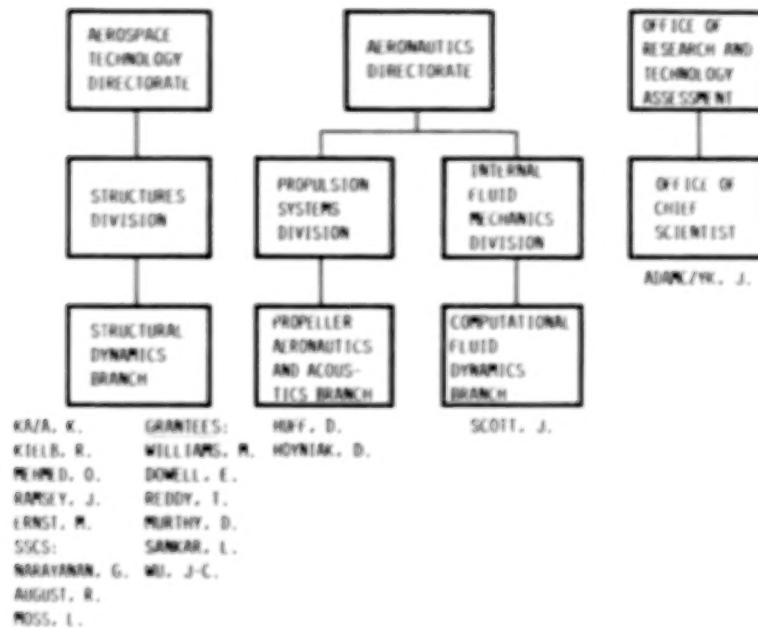 AEROSPACE
TECHNOLOGY
DIRECTORATE
AERONAUTICS
DIRECTORATE
OFFICE OF
RESEARCH AND
TECHNOLOGY
ASSESSMENT
STRUCTURES
DIVISION
PROPULSION
SYSTEMS
DIVISION
INTERNAL
FLUID
MECHANICS
DIVISION
OFFICE OF
CHIEF
SCIENTIST
ADAMCZYK, J.
STRUCTURAL
DYNAMICS
BRANCH
PROPELLER
AERONAUTICS
AND ACOUS-
TICS BRANCH
COMPUTATIONAL
FLUID
DYNAMICS
BRANCH
KAZA, K.
KIELB, R.
MEHMED, O.
RAMSEY, J.
ERNST, M.
SSCS:
NARAYANAN, G.
AUGUST, R.
MOSS, L.
GRANTEES:
WILLIAMS, M.
DOWELL, E.
REDDY, T.
MURTHY, D.
SANKAR, L.
WU, J-C.
HUFF, D.
HOYNIAK, D.
SCOTT, J.